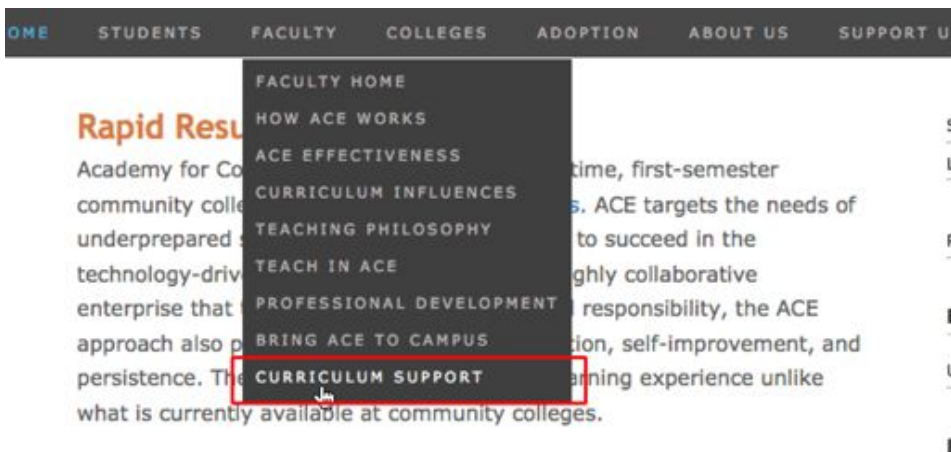 OME STUDENTS FACULTY COLLEGES ADOPTION ABOUT US SUPPORT U
FACULTY HOME
HOW ACE WORKS
ACE EFFECTIVENESS
CURRICULUM INFLUENCES
TEACHING PHILOSOPHY
TEACH IN ACE
PROFESSIONAL DEVELOPMENT
BRING ACE TO CAMPUS
CURRICULUM SUPPORT
Rapid Resu
Academy for Co time, first-semester
community colle s. ACE targets the needs of
underprepared to succeed in the
technology-driv ghly collaborative
enterprise that responsibility, the ACE
approach also p ion, self-improvement, and
persistence. The arning experience unlike
what is currently available at community colleges.